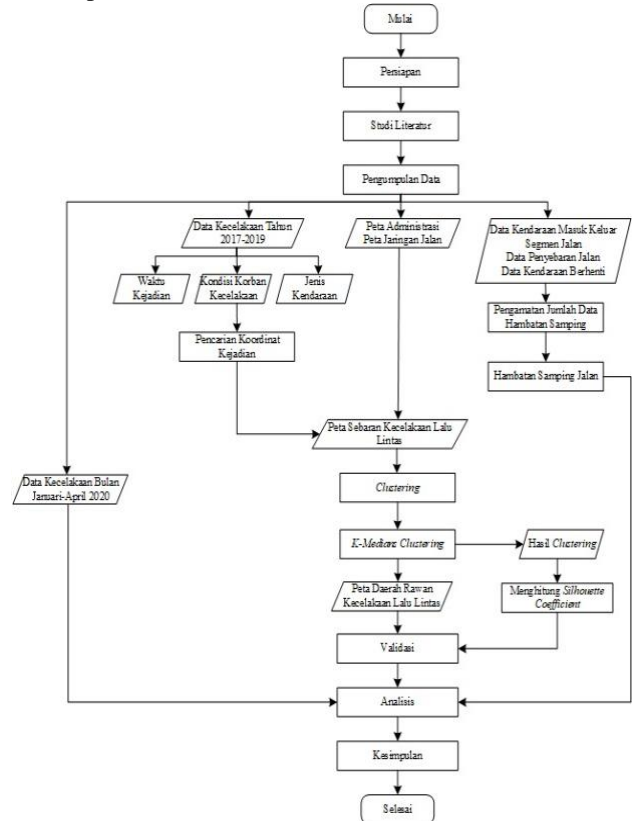 Mulai
Persiapan
Studi Literatur
Pengumpulan Data
Data Kecelakaan Tahun
2017-2019
Peta Administrasi
Peta Jaringan Jalan
Data Kendaraan Masuk Keluar
Segmen Jalan
Data Penyebaran Jalan
Data Kendaraan Berhenti
Waktu
Kejadian
Kondisi Korban
Kecelakaan
Jenis
Kendaraan
Pengamatan Jumlah Data
Hambatan Samping
Pencarian Koordinat
Kejadian
Hambatan Samping Jalan
Peta Sebaran Kecelakaan Lalu
Lintas
Data Kecelakaan Bulan
Januari-April 2020
Clustering
K-Medians Clustering
Hasil Clustering
Peta Daerah Rawan
Kecelakaan Lalu Lintas
Menghitung Silhouette
Coefficient
Validasi
Analisis
Kesimpulan
Selesai